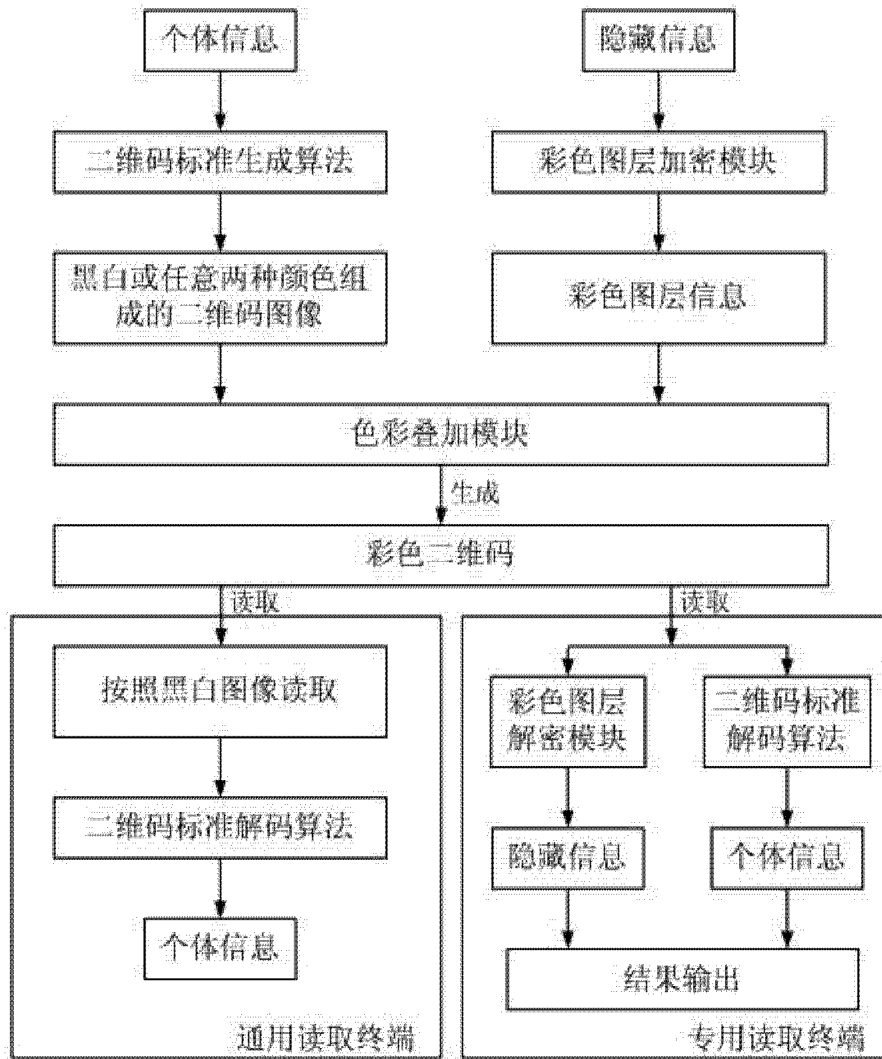 个体信息
隐藏信息
二维码标准生成算法
彩色图层加密模块
黑白或任意两种颜色组
成的二维码图像
彩色图层信息
色彩叠加模块
生成
彩色二维码
读取
读取
按照黑白图像读取
二维码标准解码算法
个体信息
通用读取终端
彩色图层
解密模块
二维码标准
解码算法
隐藏信息
个体信息
结果输出
专用读取终端